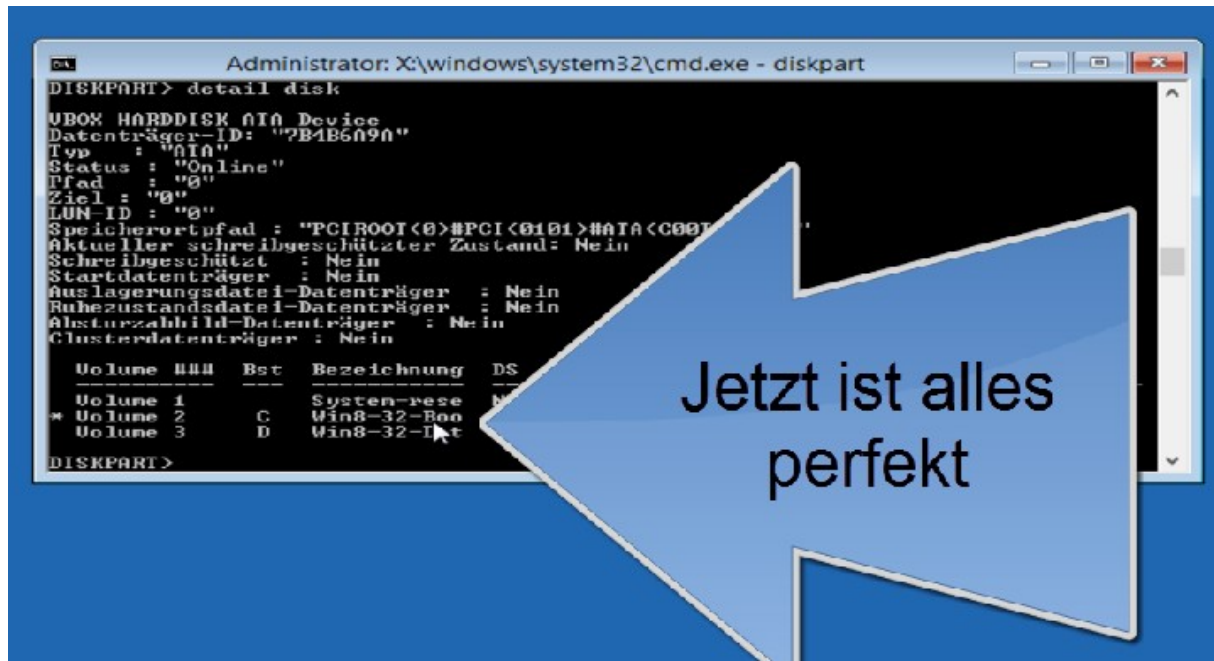 Administrator: X:\windows\system32\cmd.exe - diskpart
DISKPART> detail disk
VBOX HARDDISK ATA Device
Datenträger-ID: "7B4B6A9A"
Typ : "ATA"
Status : "Online"
Pfad : "0"
Ziel : "0"
LUN-ID : "0"
Speicherortpfad : "PCIROOT(0)#PCI(0101)#ATA(C00T
Aktueller schreibgeschützter Zustand: Nein
Schreibgeschützt : Nein
Startdatenträger : Nein
Auslagerungsdatei-Datenträger : Nein
Ruhezustandsdatei-Datenträger : Nein
Absturzabbild-Datenträger : Nein
Clusterdatenträger : Nein
Volume ### Bst Bezeichnung DS
Volume 1 System-rese
* Volume 2 C Win8-32-Boo
Volume 3 D
DISKPART>
Jetzt ist alles
perfekt